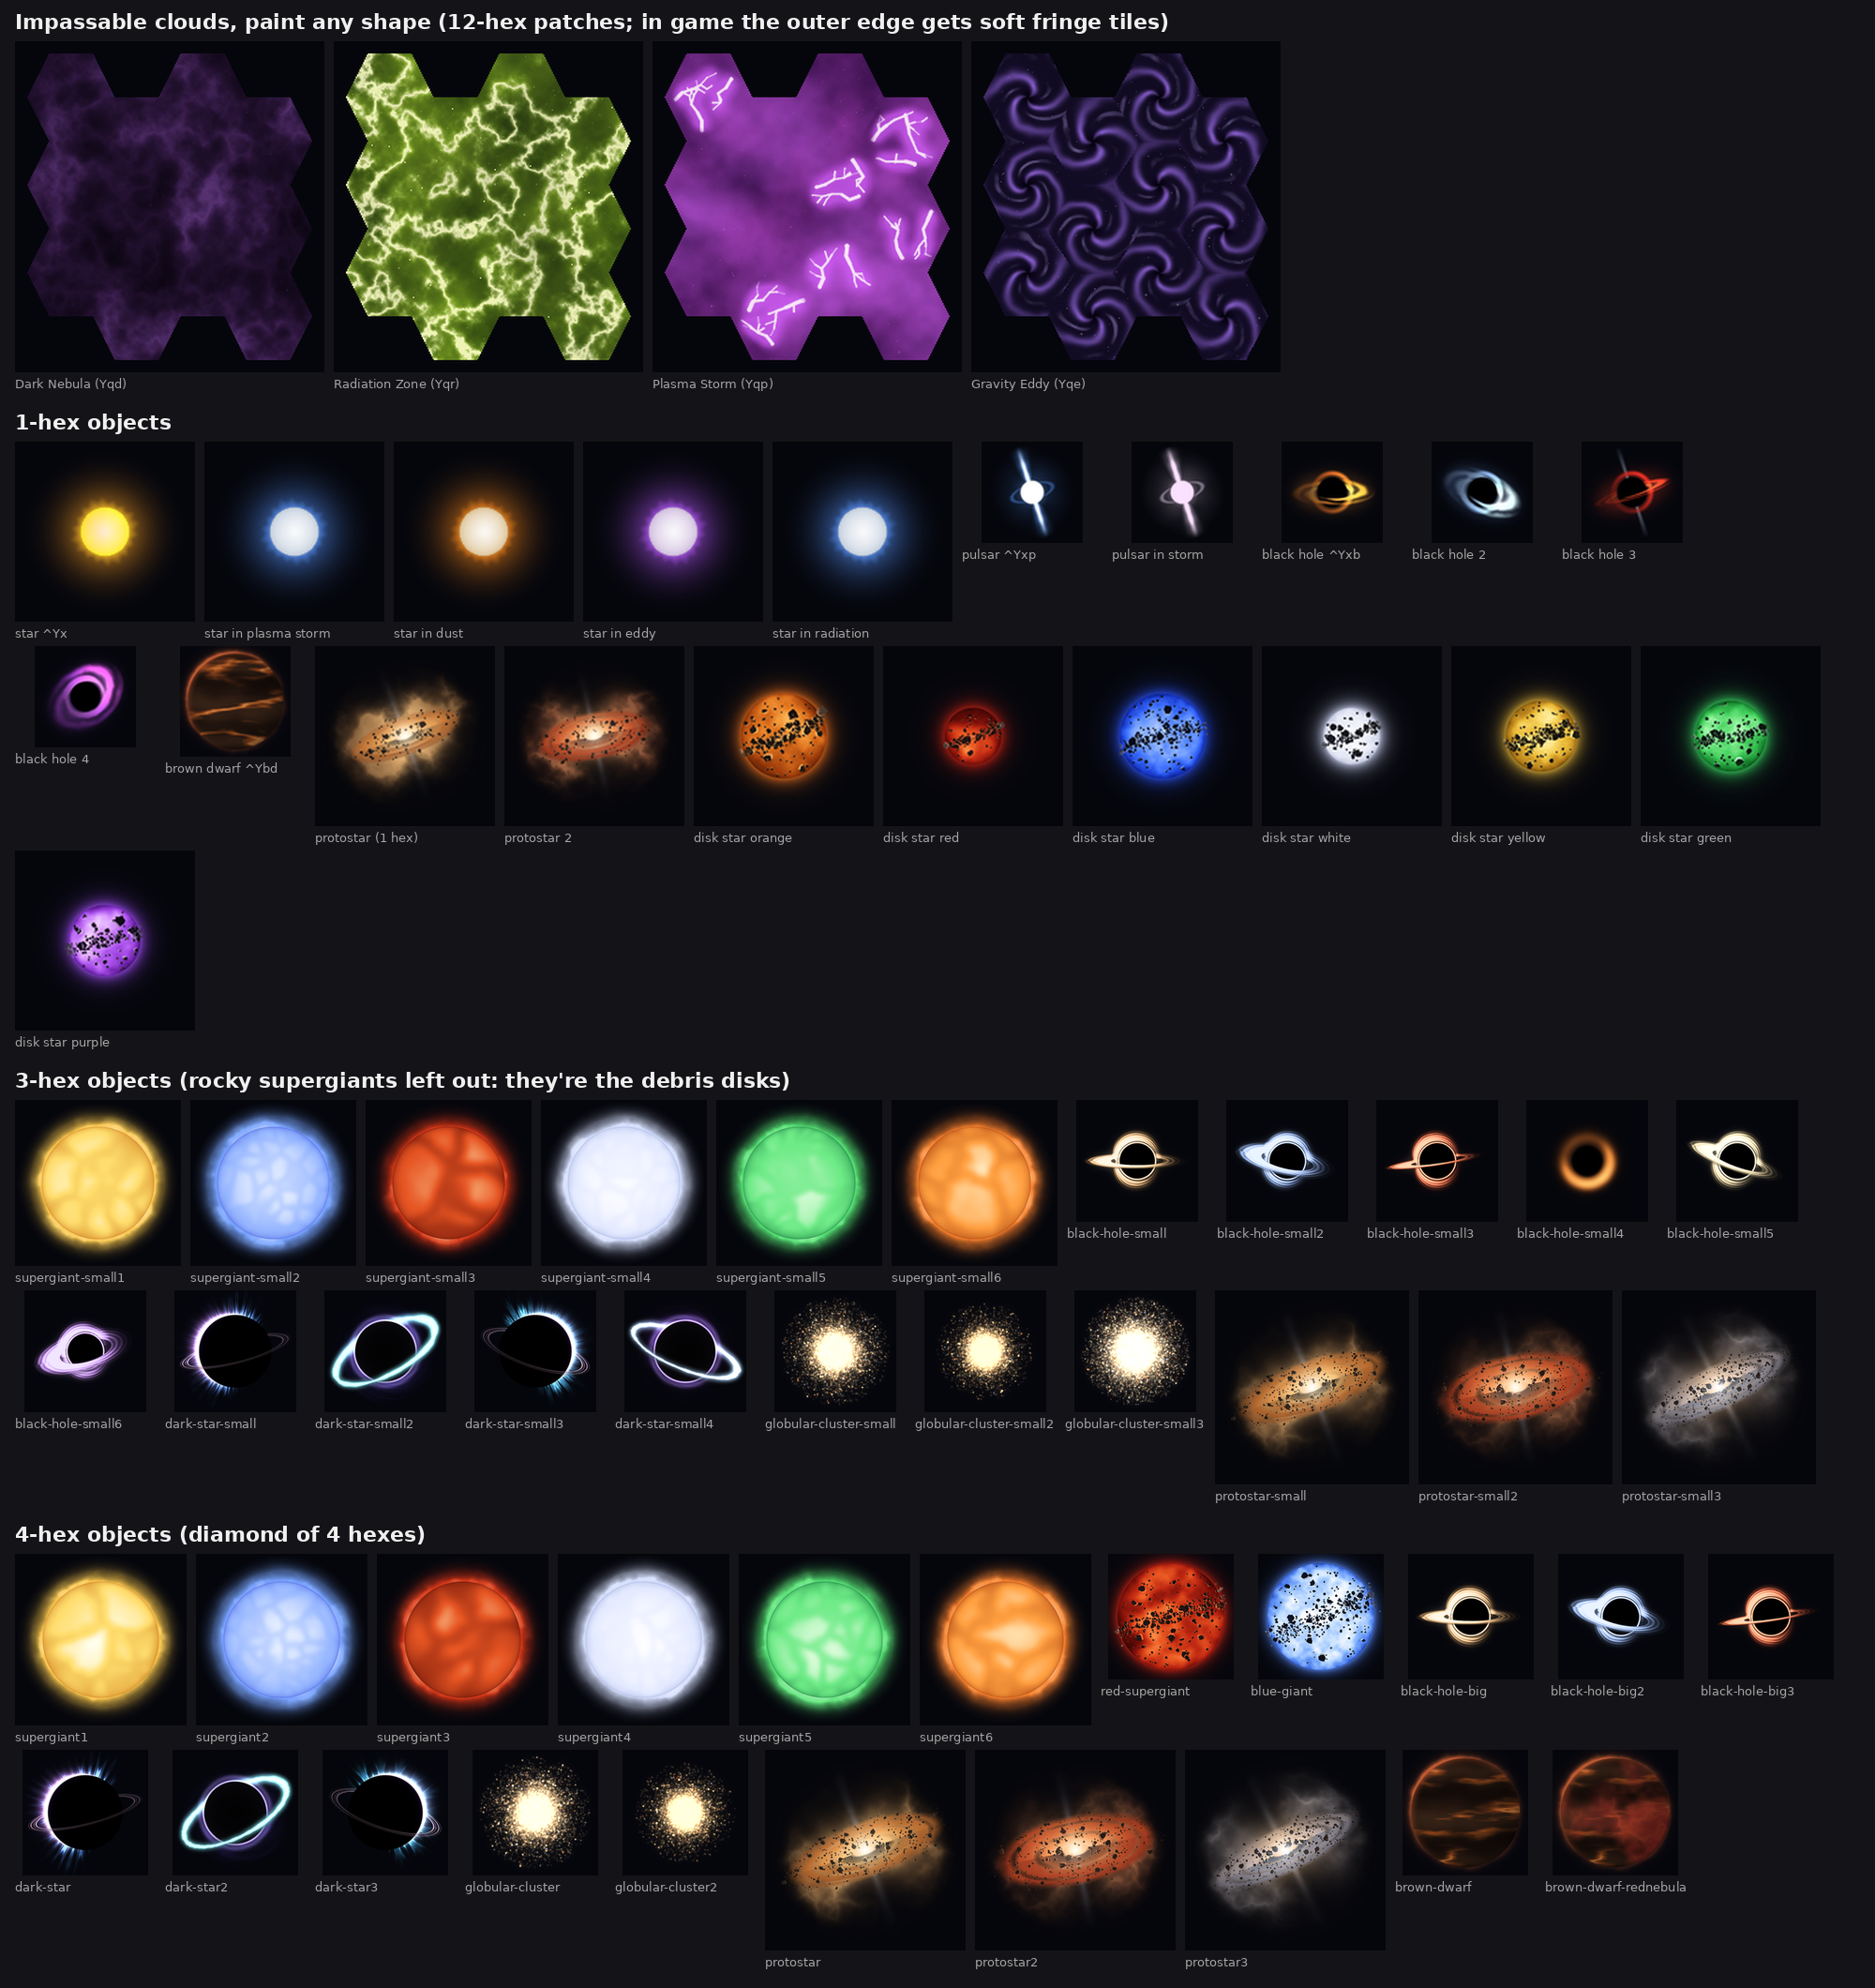 Impassable clouds, paint any shape (12-hex patches; in game the outer edge gets soft fringe tiles)
Dark Nebula (Yqd)
Radiation Zone (Yqr)
Plasma Storm (Yqp)
Gravity Eddy (Yqe)
1-hex objects
star ^Yx
star in plasma storm
star in dust
star in eddy
star in radiation
pulsar ^Yxp
pulsar in storm
black hole ^Yxb
black hole 2
black hole 3
black hole 4
brown dwarf ^Ybd
protostar (1 hex)
protostar 2
disk star orange
disk star red
disk star blue
disk star white
disk star yellow
disk star green
disk star purple
3-hex objects (rocky supergiants left out: they're the debris disks)
supergiant-small1
supergiant-small2
supergiant-small3
supergiant-small4
supergiant-small5
supergiant-small6
black-hole-small
black-hole-small2
black-hole-small3
black-hole-small4
black-hole-small5
black-hole-small6
dark-star-small
dark-star-small2
dark-star-small3
dark-star-small4
globular-cluster-small
globular-cluster-small2
globular-cluster-small3
protostar-small
protostar-small2
protostar-small3
4-hex objects (diamond of 4 hexes)
supergiant1
supergiant2
supergiant3
supergiant4
supergiant5
supergiant6
red-supergiant
blue-giant
black-hole-big
black-hole-big2
black-hole-big3
dark-star
dark-star2
dark-star3
globular-cluster
globular-cluster2
protostar
protostar2
protostar3
brown-dwarf
brown-dwarf-rednebula